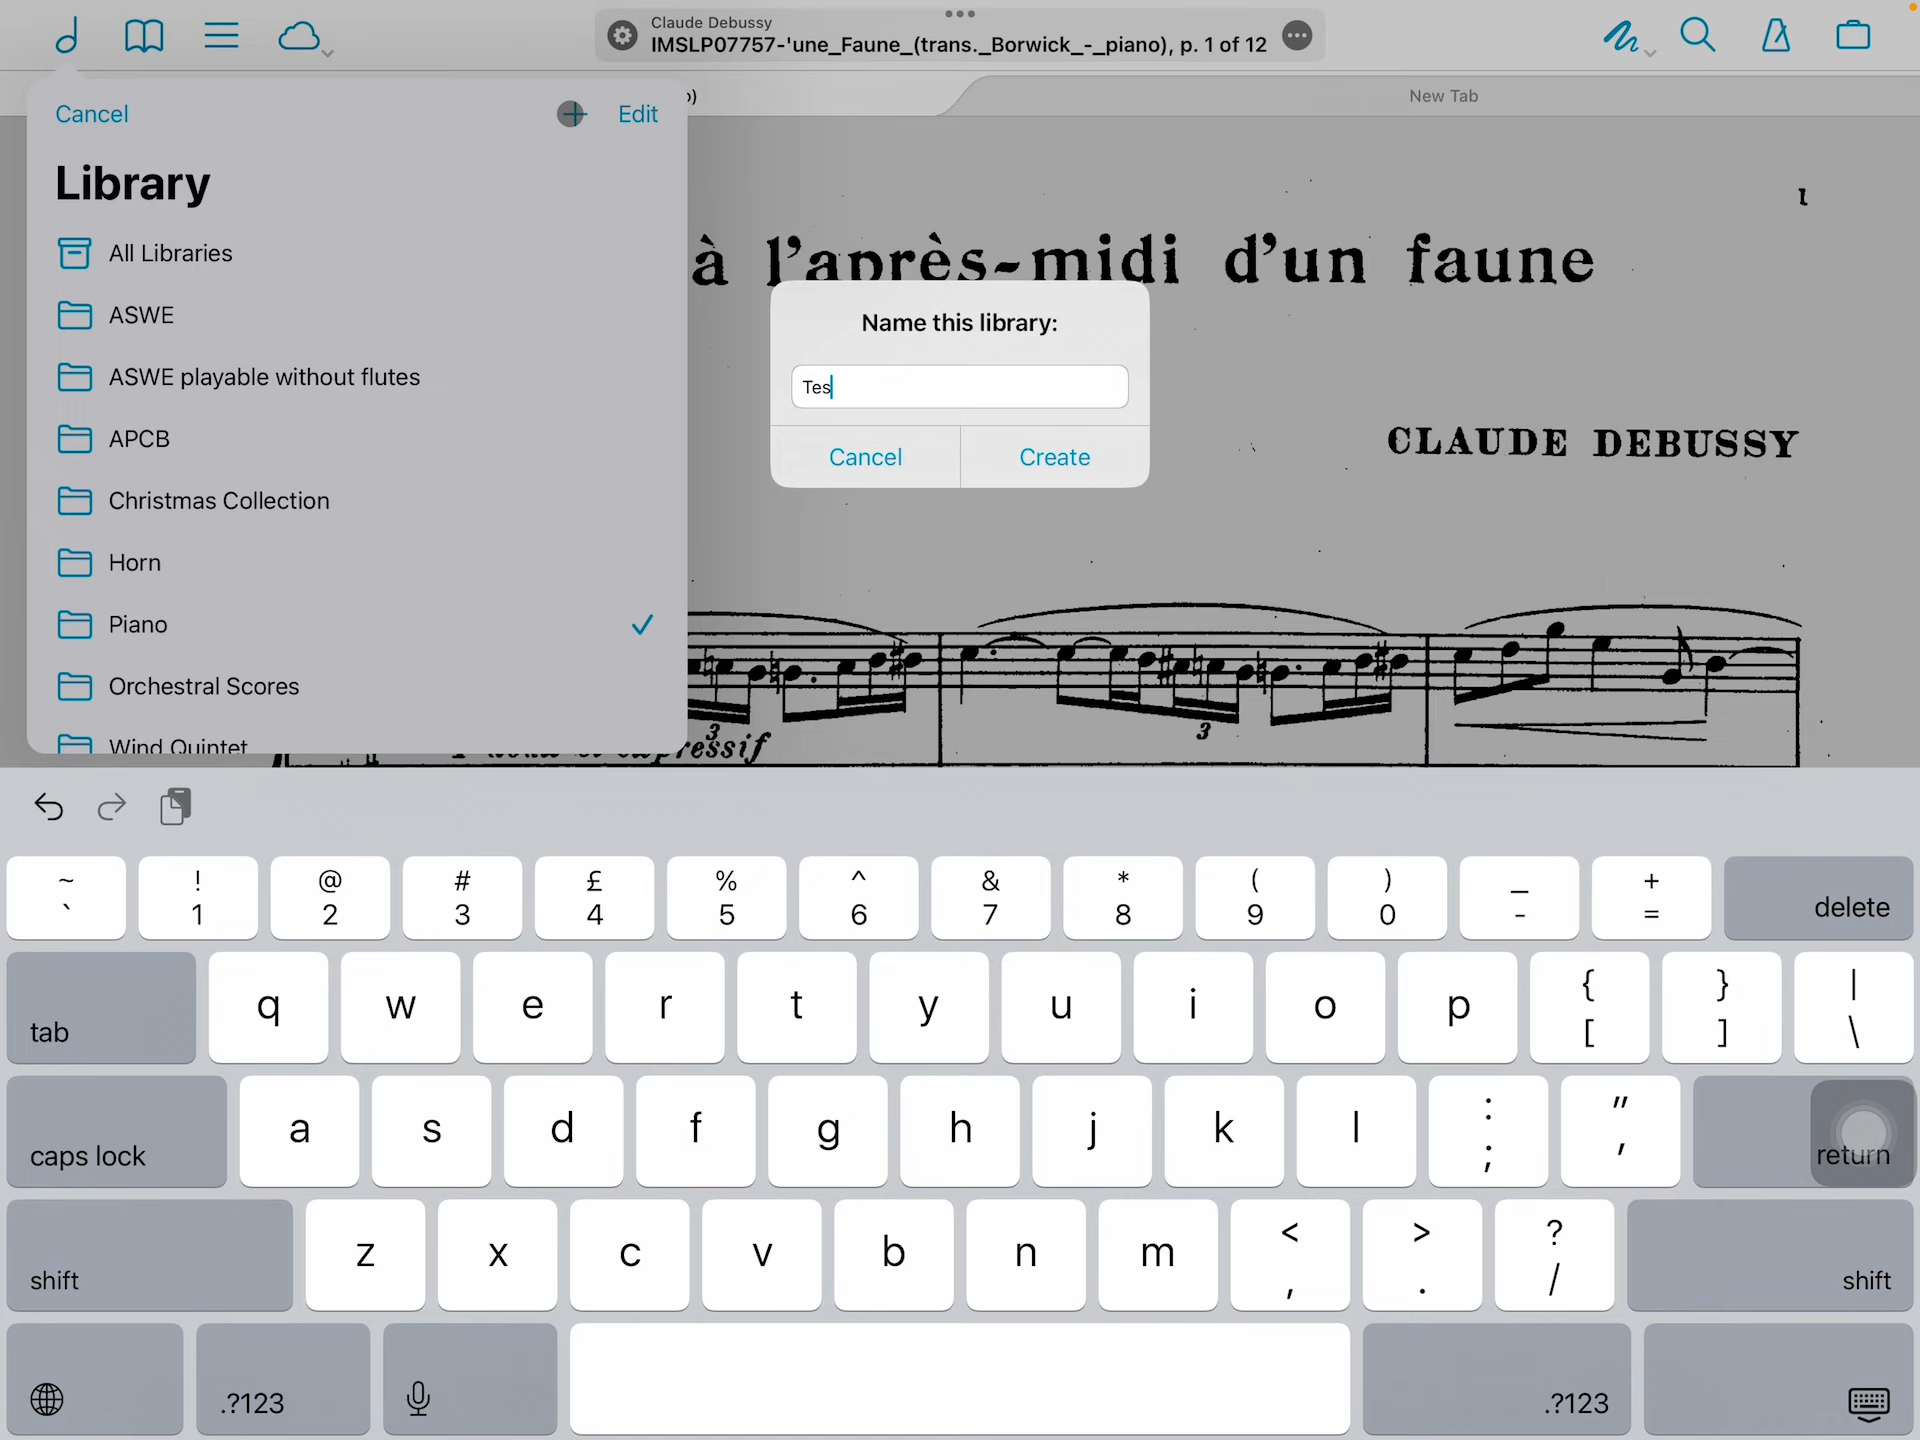 Claude Debussy
IMSLP07757-'une_Faune_(trans._Borwick_-_piano), p. 1 of 12
Cancel
Edit
New Tab
Library
All Libraries
ASWE
ASWE playable without flutes
APCB
Christmas Collection
Horn
Piano
Orchestral Scores
Wind Quintet
1
à l'après-midi d'un faune
CLAUDE DEBUSSY
3
3
Name this library:
Tes
Cancel
Create
~ ! @ # £ % ^ & * ( ) _ +
` 1 2 3 4 5 6 7 8 9 0 - = delete
tab q w e r t y u i o p { [ } ] | \
caps lock a s d f g h j k l : ; " ' return
shift z x c v b n m < , > . ? / shift
.?123 .?123